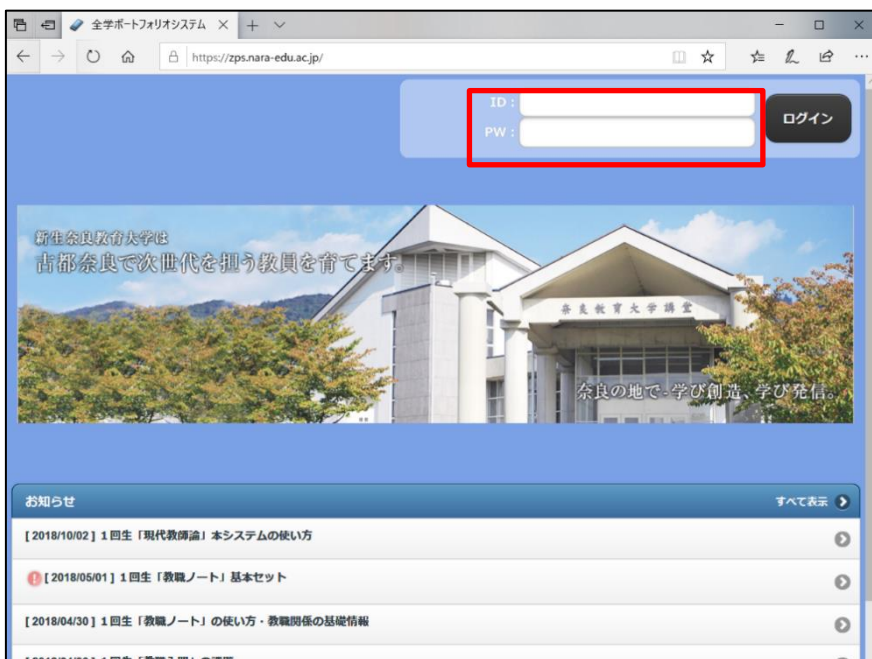 全学ポートフォリオシステム
https://zps.nara-edu.ac.jp/
ID :
PW :
ログイン
新生奈良教育大学は
古都奈良で次世代を担う教員を育てます。
奈良教育大学講堂
奈良の地で-学び創造、学び発信。
お知らせ
すべて表示
[ 2018/10/02 ] 1回生「現代教師論」本システムの使い方
[ 2018/05/01 ] 1回生「教職ノート」基本セット
[ 2018/04/30 ] 1回生「教職ノート」の使い方・教職関係の基礎情報